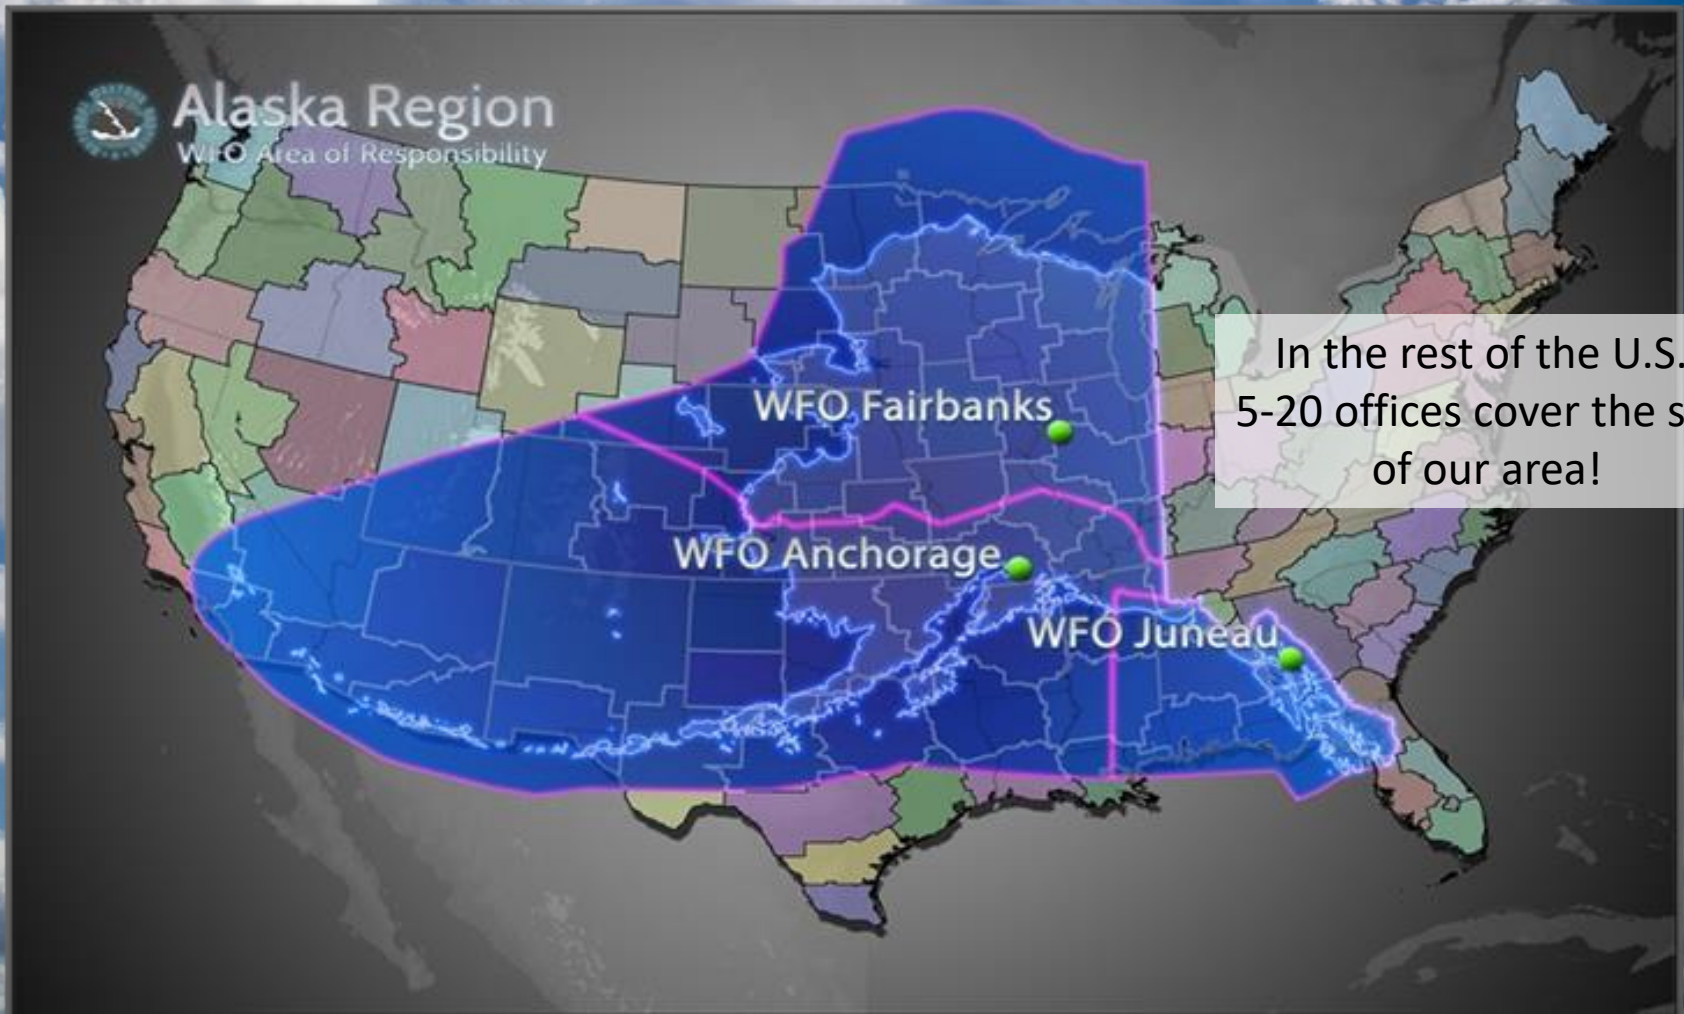 Alaska Region
WFO Area of Responsibility
In the rest of the U.S.
5-20 offices cover the s
of our area!
WFO Fairbanks
WFO Anchorage
WFO Juneau